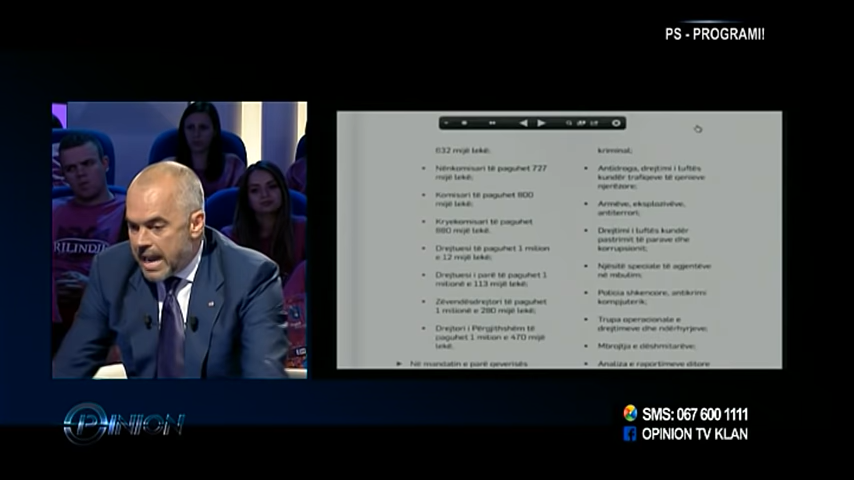 PS - PROGRAMI!
RILINDJE
632 mijë lekë;
Nënkomisari të paguhet 727
mijë lekë;
Komisari të paguhet 800
mijë lekë;
Kryekomisari të paguhet
880 mijë lekë;
Drejtuesi të paguhet 1 milion
e 12 mijë lekë;
Drejtuesi i parë të paguhet 1
milionë e 113 mijë lekë;
Zëvendësdrejtori të paguhet
1 milionë e 280 mijë lekë;
Drejtori i Përgjithshëm të
paguhet 1 milion e 470 mijë
lekë.
Në mandatin e parë qeverisës
kriminal;
Antidroga, drejtimi i luftës
kundër trafiqeve të qenieve
njerëzore;
Armëve, eksplozivëve,
antiterrori;
Drejtimi i luftës kundër
pastrimit të parave dhe
korrupsionit;
Njësitë speciale të agjentëve
në mbulim;
Policia shkencore, antikrimi
kompjuterik;
Trupa operacionale e
drejtimeve dhe ndërhyrjeve;
Mbrojtja e dëshmitarëve;
Analiza e raportimeve ditore
OPINION
SMS: 067 600 1111
OPINION TV KLAN